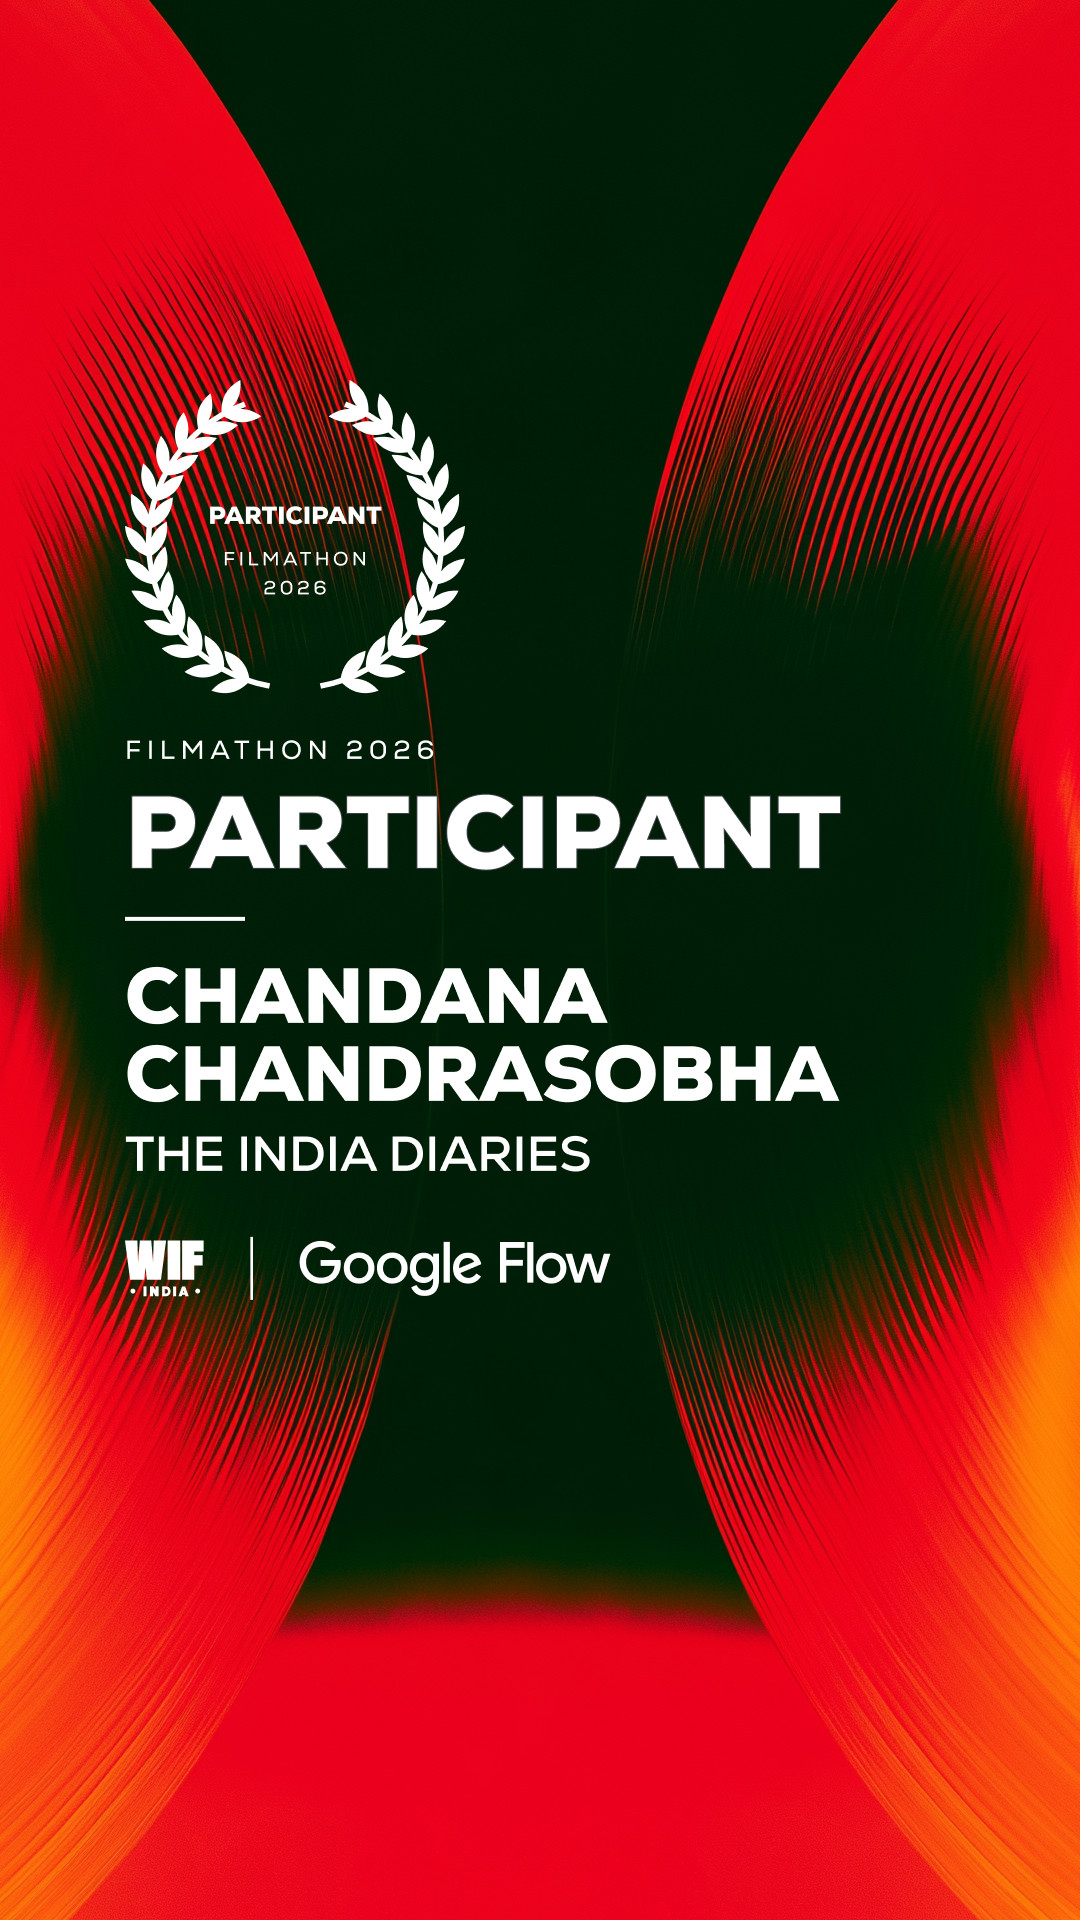 PARTICIPANT
FILMATHON
2026
FILMATHON 2026
PARTICIPANT
CHANDANA
CHANDRASOBHA
THE INDIA DIARIES
WIF
• INDIA •
Google Flow